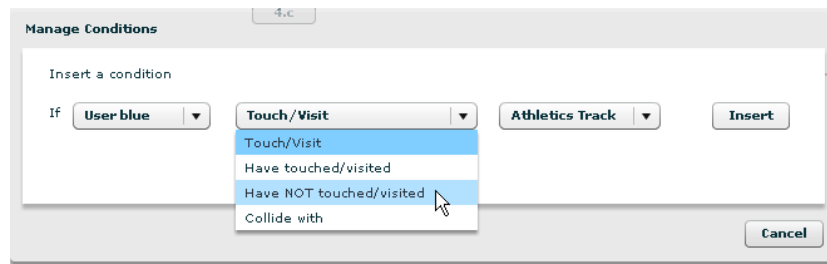 4.c
Manage Conditions
Insert a condition
If User blue Touch/Visit Athletics Track Insert
Touch/Visit
Have touched/visited
Have NOT touched/visited
Collide with
Cancel